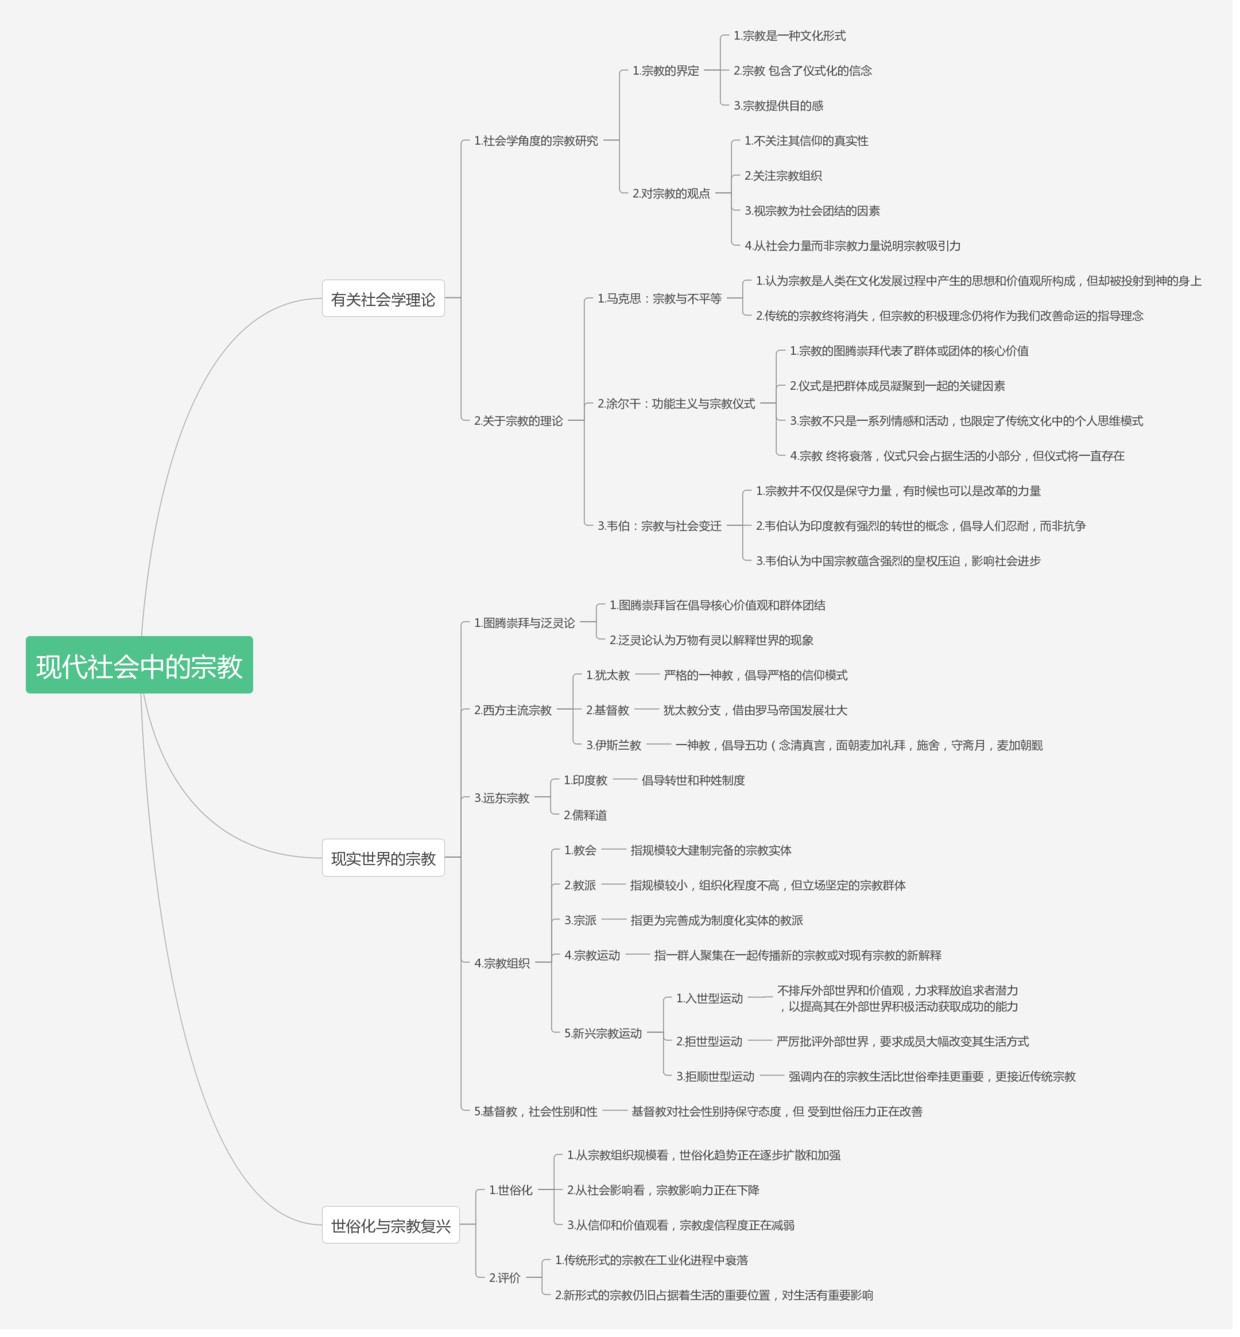 现代社会中的宗教
有关社会学理论
1.社会学角度的宗教研究
1.宗教的界定
1.宗教是一种文化形式
2.宗教 包含了仪式化的信念
3.宗教提供目的感
2.对宗教的观点
1.不关注其信仰的真实性
2.关注宗教组织
3.视宗教为社会团结的因素
4.从社会力量而非宗教力量说明宗教吸引力
2.关于宗教的理论
1.马克思：宗教与不平等
1.认为宗教是人类在文化发展过程中产生的思想和价值观所构成，但却被投射到神的身上
2.传统的宗教终将消失，但宗教的积极理念仍将作为我们改善命运的指导理念
2.涂尔干：功能主义与宗教仪式
1.宗教的图腾崇拜代表了群体或团体的核心价值
2.仪式是把群体成员凝聚到一起的关键因素
3.宗教不只是一系列情感和活动，也限定了传统文化中的个人思维模式
4.宗教 终将衰落，仪式只会占据生活的小部分，但仪式将一直存在
3.韦伯：宗教与社会变迁
1.宗教并不仅仅是保守力量，有时候也可以是改革的力量
2.韦伯认为印度教有强烈的转世的概念，倡导人们忍耐，而非抗争
3.韦伯认为中国宗教蕴含强烈的皇权压迫，影响社会进步
现实世界的宗教
1.图腾崇拜与泛灵论
1.图腾崇拜旨在倡导核心价值观和群体团结
2.泛灵论认为万物有灵以解释世界的现象
2.西方主流宗教
1.犹太教
严格的一神教，倡导严格的信仰模式
2.基督教
犹太教分支，借由罗马帝国发展壮大
3.伊斯兰教
一神教，倡导五功（ 念清真言，面朝麦加礼拜，施舍，守斋月，麦加朝觐
3.远东宗教
1.印度教
倡导转世和种姓制度
2.儒释道
4.宗教组织
1.教会
指规模较大建制完备的宗教实体
2.教派
指规模较小，组织化程度不高，但立场坚定的宗教群体
3.宗派
指更为完善成为制度化实体的教派
4.宗教运动
指一群人聚集在一起传播新的宗教或对现有宗教的新解释
5.新兴宗教运动
1.入世型运动
不排斥外部世界和价值观，力求释放追求者潜力
，以提高其在外部世界积极活动获取成功的能力
2.拒世型运动
严厉批评外部世界，要求成员大幅改变其生活方式
3.拒顺世型运动
强调内在的宗教生活比世俗牵挂更重要，更接近传统宗教
5.基督教，社会性别和性
基督教对社会性别持保守态度，但 受到世俗压力正在改善
世俗化与宗教复兴
1.世俗化
1.从宗教组织规模看，世俗化趋势正在逐步扩散和加强
2.从社会影响看，宗教影响力正在下降
3.从信仰和价值观看，宗教虔信程度正在减弱
2.评价
1.传统形式的宗教在工业化进程中衰落
2.新形式的宗教仍旧占据着生活的重要位置，对生活有重要影响